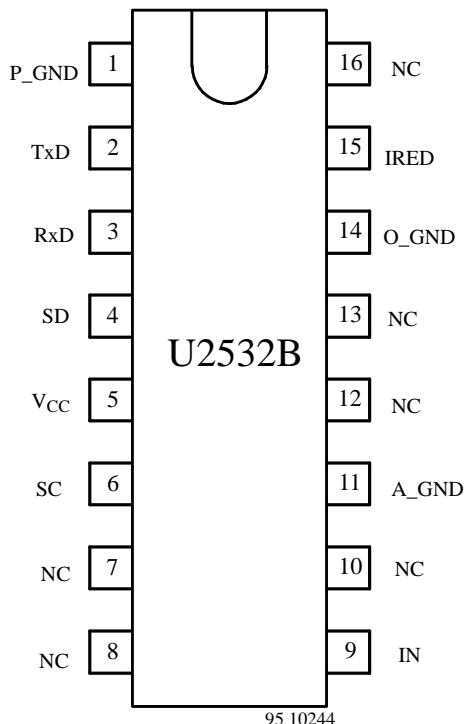 P_GND 1 16 NC
TxD 2 15 IRED
RxD 3 14 O_GND
SD 4 13 NC
U2532B
VCC 5 12 NC
SC 6 11 A_GND
NC 7 10 NC
NC 8 9 IN
95 10244